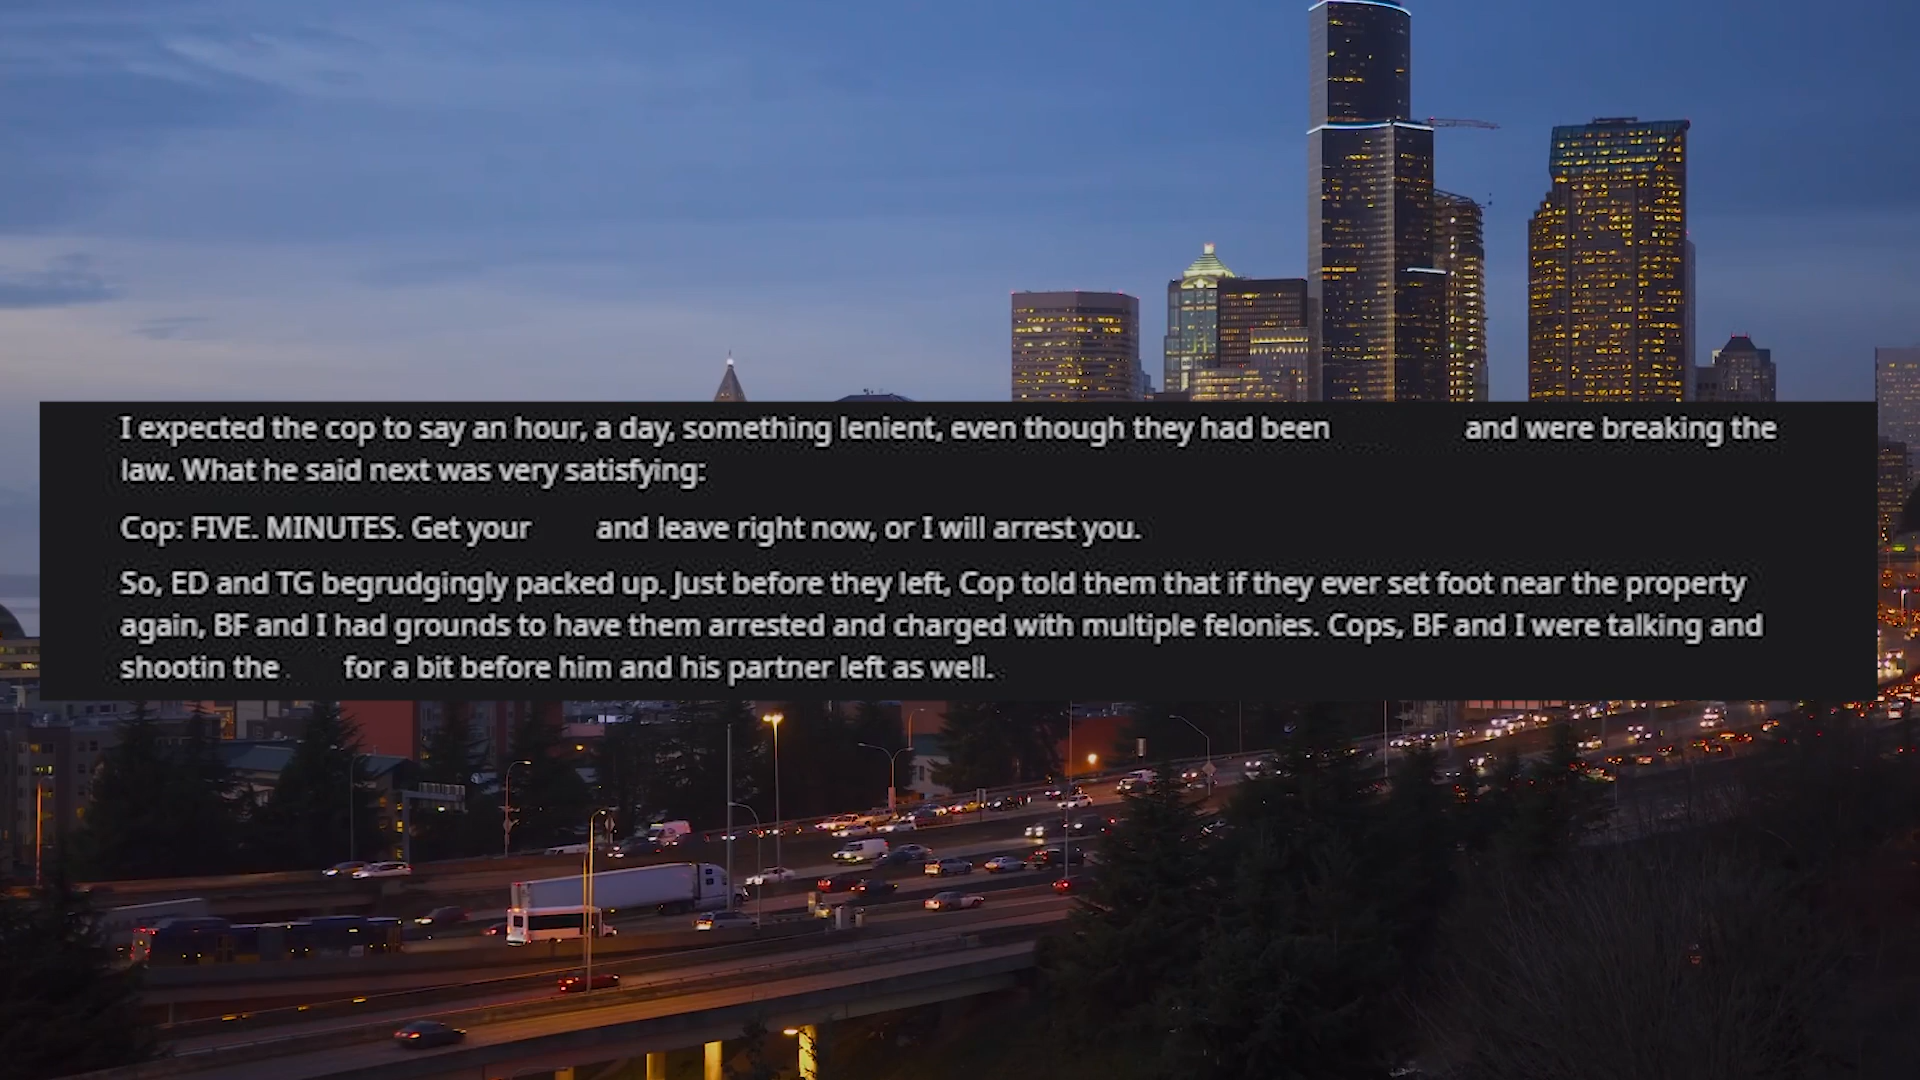 I expected the cop to say an hour, a day, something lenient, even though they had been and were breaking the
law. What he said next was very satisfying:
Cop: FIVE. MINUTES. Get your and leave right now, or I will arrest you.
So, ED and TG begrudgingly packed up. Just before they left, Cop told them that if they ever set foot near the property
again, BF and I had grounds to have them arrested and charged with multiple felonies. Cops, BF and I were talking and
shootin the for a bit before him and his partner left as well.